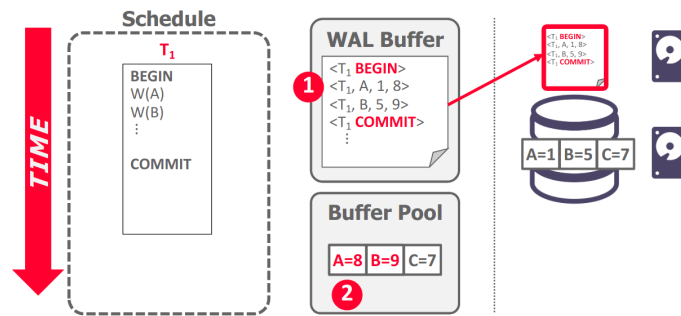 Schedule
TIME
T1
BEGIN
W(A)
W(B)
⋮
COMMIT
WAL Buffer
1
<T1 BEGIN>
<T1, A, 1, 8>
<T1, B, 5, 9>
<T1 COMMIT>
⋮
Buffer Pool
A=8 B=9 C=7
2
<T1 BEGIN>
<T1, A, 1, 8>
<T1, B, 5, 9>
<T1 COMMIT>
A=1 B=5 C=7